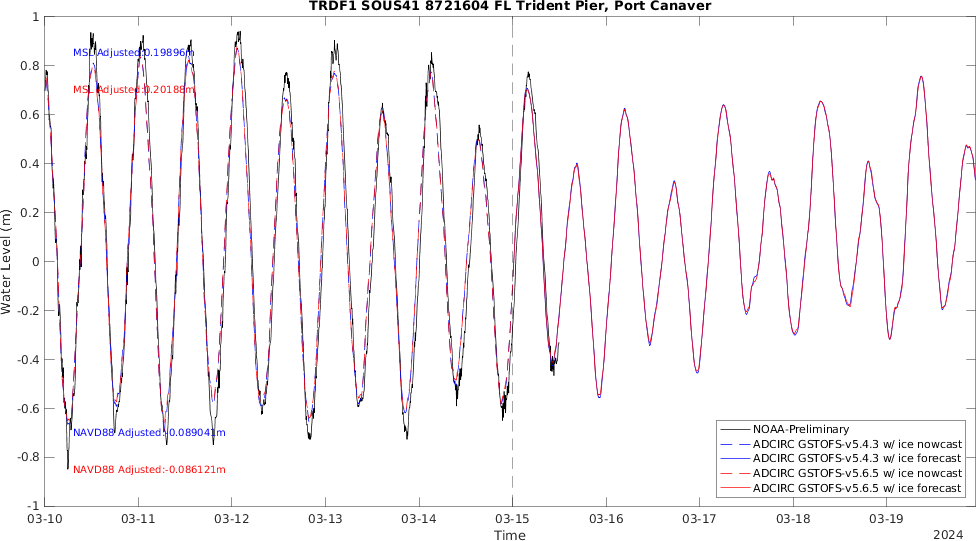 TRDF1 SOUS41 8721604 FL Trident Pier, Port Canaver
1
0.8
0.6
0.4
0.2
0
-0.2
-0.4
-0.6
-0.8
-1
Water Level (m)
MSL Adjusted:0.19896m
MSL Adjusted:0.20188m
NAVD88 Adjusted:-0.089041m
NAVD88 Adjusted:-0.086121m
NOAA-Preliminary
ADCIRC GSTOFS-v5.4.3 w/ ice nowcast
ADCIRC GSTOFS-v5.4.3 w/ ice forecast
ADCIRC GSTOFS-v5.6.5 w/ ice nowcast
ADCIRC GSTOFS-v5.6.5 w/ ice forecast
03-10 03-11 03-12 03-13 03-14 03-15 03-16 03-17 03-18 03-19
Time
2024